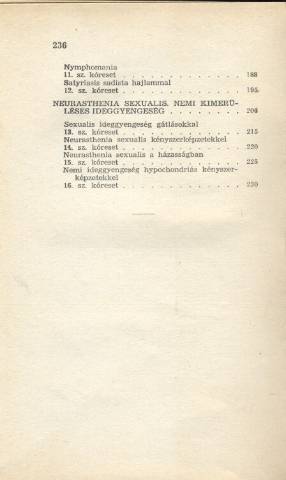 236
Nymphomania
11. sz. kóreset . . . . . . . . . . . . . . . 188
Satyriasis sadista hajlammal
12. sz. kóreset . . . . . . . . . . . . . . . 195
NEURASTHENIA SEXUALIS. NEMI KIMERÜ-
LÉSES IDEGGYENGESÉG . . . . . . . . . 206
Sexualis ideggyengeség gátlásokkal
13. sz. kóreset . . . . . . . . . . . . . . . 215
Neurasthenia sexualis kényszerképzetekkel
14. sz. kóreset . . . . . . . . . . . . . . . 220
Neurasthenia sexualis a házasságban
15. sz. kóreset . . . . . . . . . . . . . . . 225
Nemi ideggyengeség hypochondriás kényszer-
képzetekkel
16. sz. kóreset . . . . . . . . . . . . . . . 230